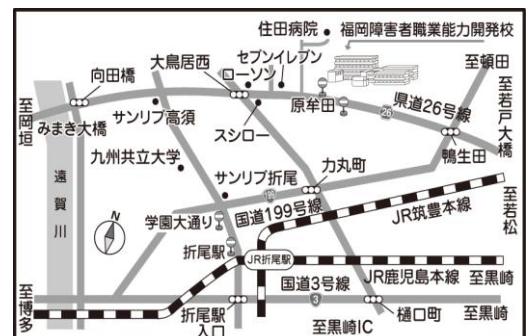 住田病院
福岡障害者職業能力開発校
セブンイレブン
大鳥居西
ローソン
至頓田
向田橋
原牟田
県道26号線
26
至岡垣
みまき大橋
サンリブ高須
スシロー
至若戸大橋
鴨生田
九州共立大学
力丸町
サンリブ折尾
遠賀川
N
学園大通り
国道199号線
JR筑豊本線
至若松
折尾駅
JR折尾駅
JR鹿児島本線
至黒崎
国道3号線
3
至黒崎
至博多
折尾駅入口
至黒崎IC
樋口町